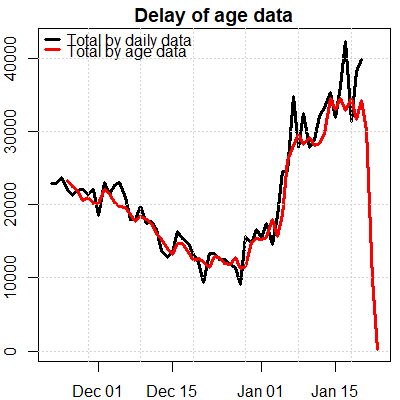 Delay of age data
Total by daily data
Total by age data
40000
30000
20000
10000
0
Dec 01 Dec 15 Jan 01 Jan 15